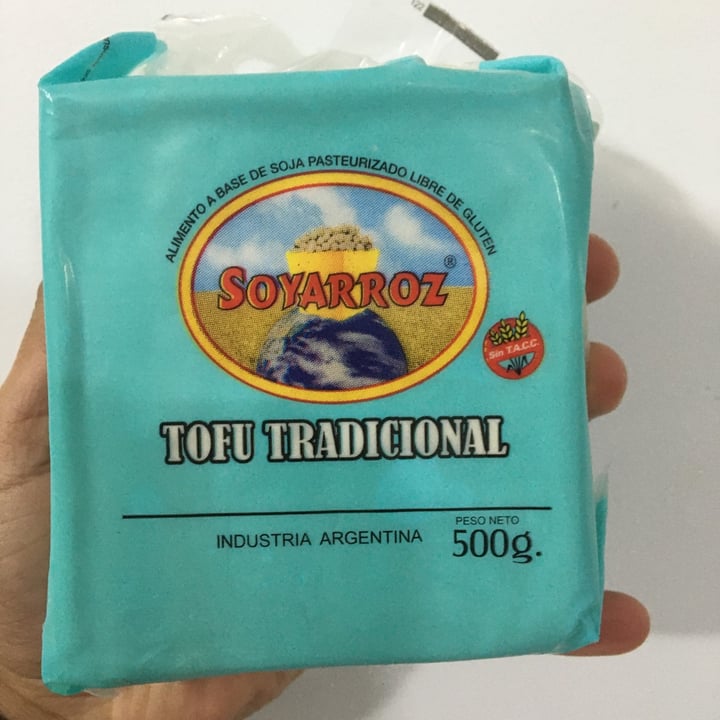 ALIMENTO A BASE DE SOJA PASTEURIZADO LIBRE DE GLUTEN
SOYARROZ®
Sin T.A.C.C.
TOFU TRADICIONAL
INDUSTRIA ARGENTINA
PESO NETO
500g.